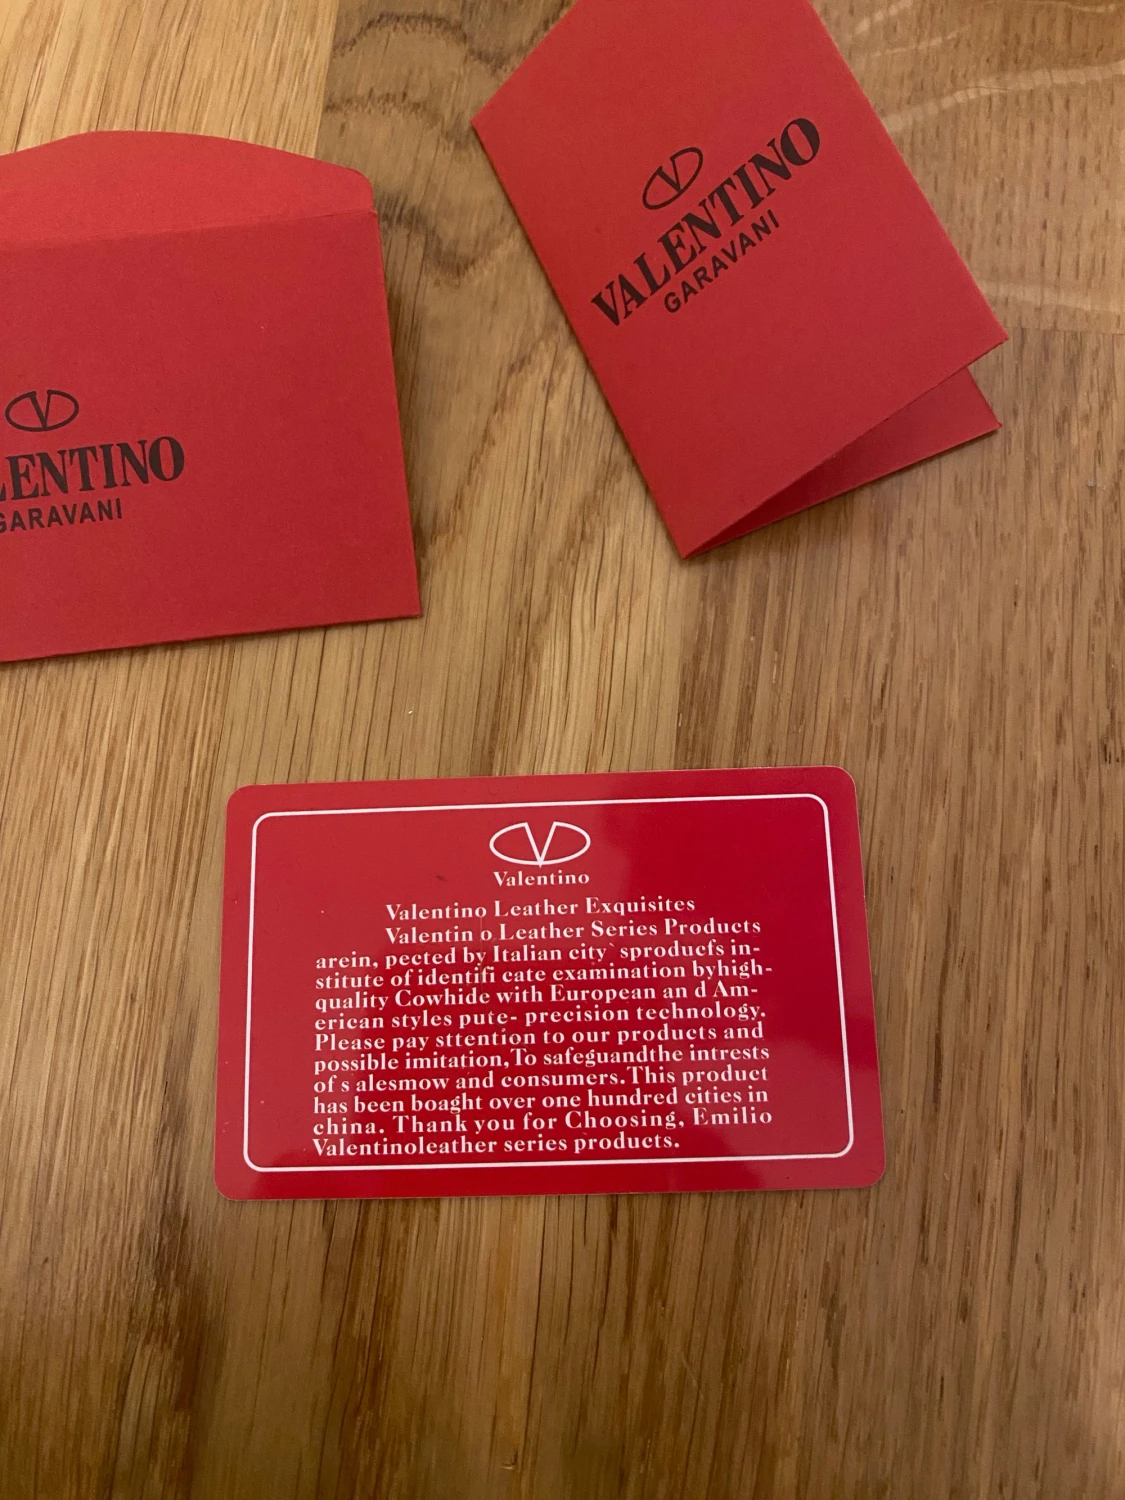 VALENTINO
GARAVANI
LENTINO
GARAVANI
Valentino
Valentino Leather Exquisites
Valentin o Leather Series Products
arein, pected by Italian city`sproducfs in-
stitute of identifi cate examination byhigh-
quality Cowhide with European an d Am-
erican styles pute- precision technology.
Please pay sttention to our products and
possible imitation,To safeguandthe intrests
of s alesmow and consumers.This product
has been boaght over one hundred cities in
china. Thank you for Choosing, Emilio
Valentinoleather series products.